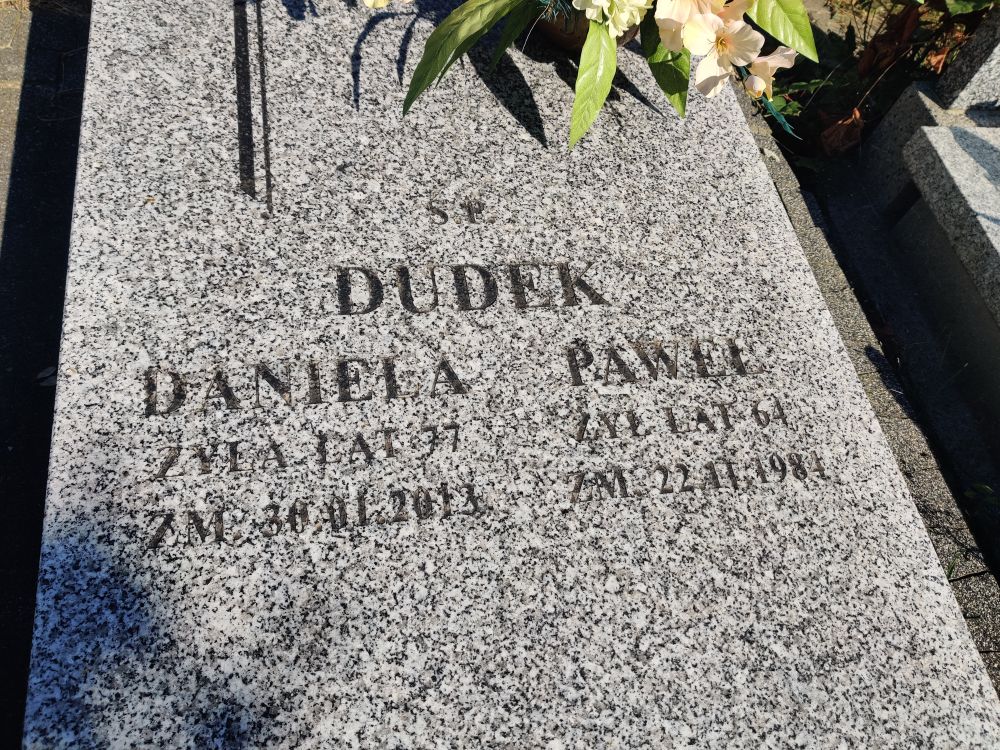 Ś.P.
DUDEK
DANIELA
ŻYŁA LAT 77
ZM. 30.01.2013
PAWEŁ
ŻYŁ LAT 64
ZM. 22.11.1984